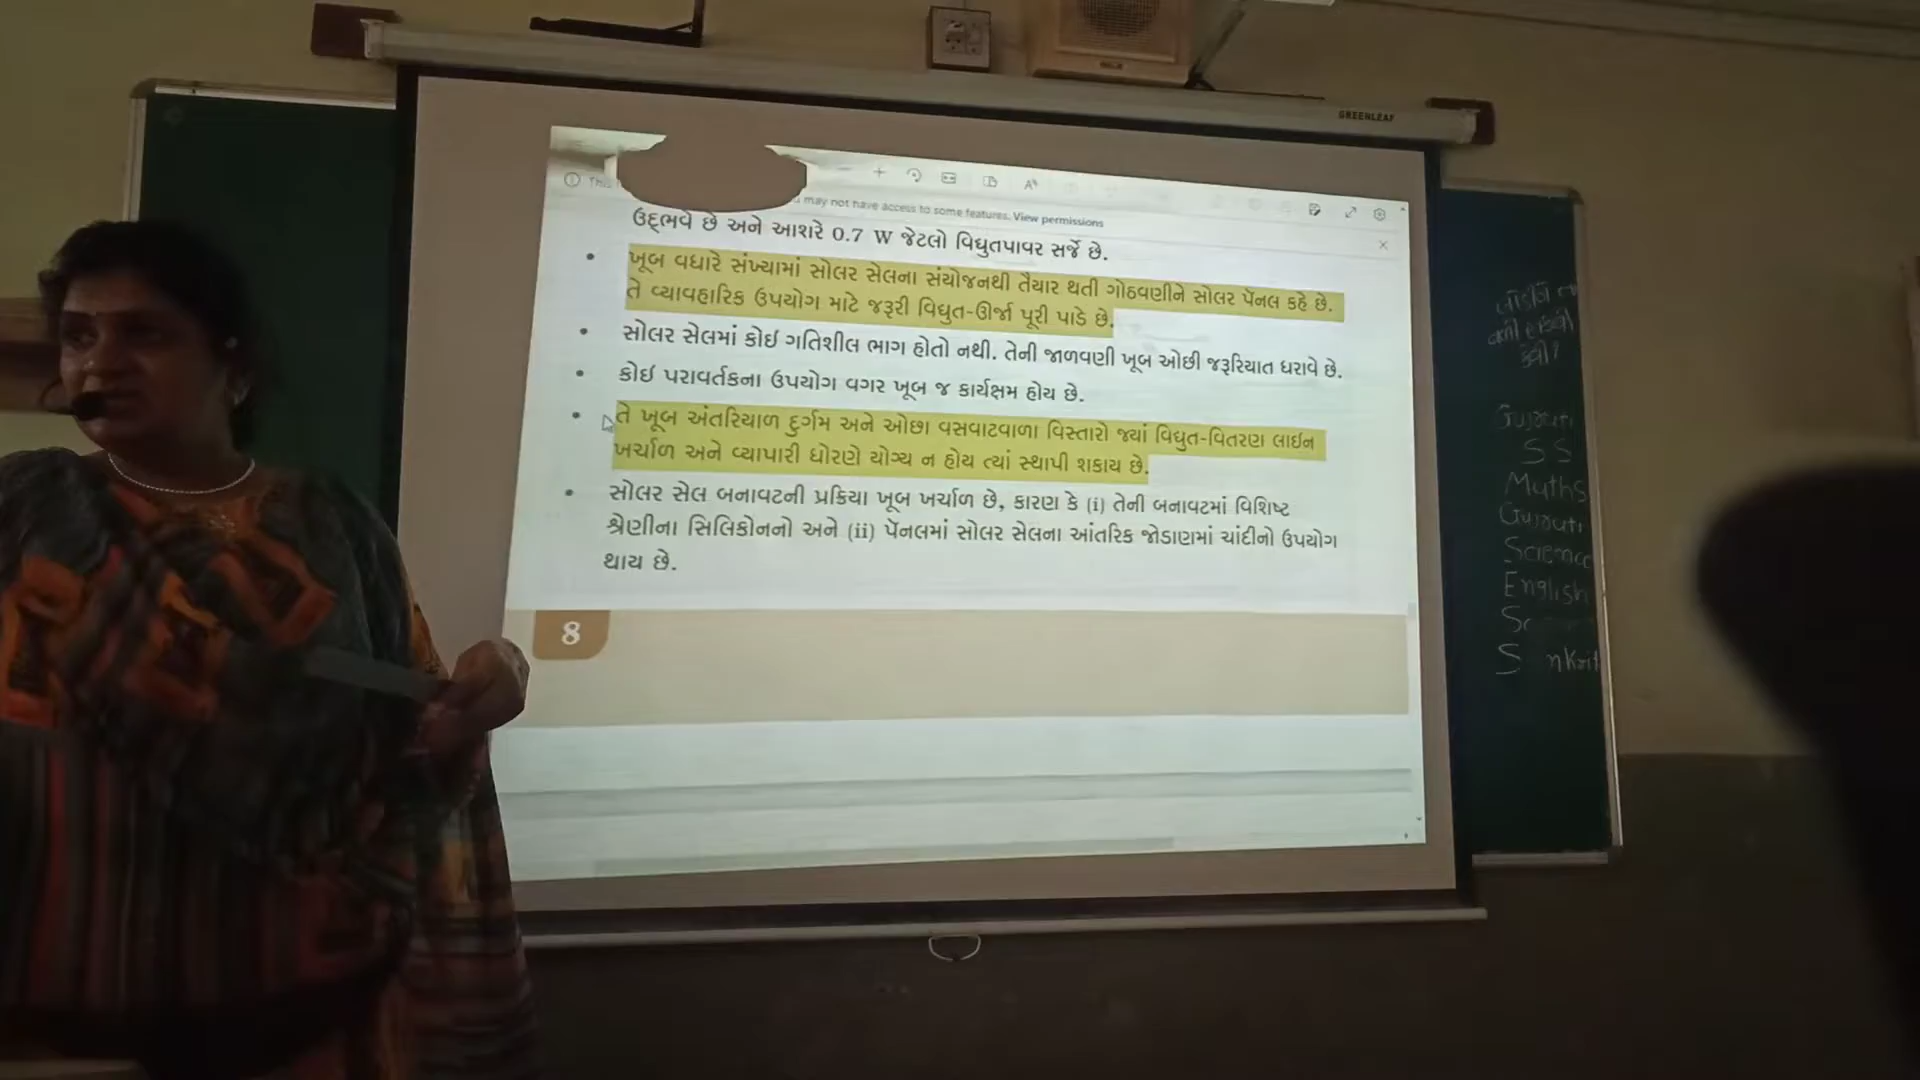 GREENLEAF
This
may not have access to some features. View permissions
ઉદ્ભવે છે અને આશરે 0.7 W જેટલો વિદ્યુતપાવર સર્જે છે.
• ખૂબ વધારે સંખ્યામાં સોલર સેલના સંયોજનથી તૈયાર થતી ગોઠવણીને સોલર પૅનલ કહે છે.
તે વ્યાવહારિક ઉપયોગ માટે જરૂરી વિદ્યુત-ઊર્જા પૂરી પાડે છે.
• સોલર સેલમાં કોઈ ગતિશીલ ભાગ હોતો નથી. તેની જાળવણી ખૂબ ઓછી જરૂરિયાત ધરાવે છે.
• કોઈ પરાવર્તકના ઉપયોગ વગર ખૂબ જ કાર્યક્ષમ હોય છે.
• તે ખૂબ અંતરિયાળ દુર્ગમ અને ઓછા વસવાટવાળા વિસ્તારો જ્યાં વિદ્યુત-વિતરણ લાઈન
ખર્ચાળ અને વ્યાપારી ધોરણે યોગ્ય ન હોય ત્યાં સ્થાપી શકાય છે.
• સોલર સેલ બનાવટની પ્રક્રિયા ખૂબ ખર્ચાળ છે, કારણ કે (i) તેની બનાવટમાં વિશિષ્ટ
શ્રેણીના સિલિકોનનો અને (ii) પૅનલમાં સોલર સેલના આંતરિક જોડાણમાં ચાંદીનો ઉપયોગ
થાય છે.
8
Gujrati
SS
Maths
Gujrati
Science
English